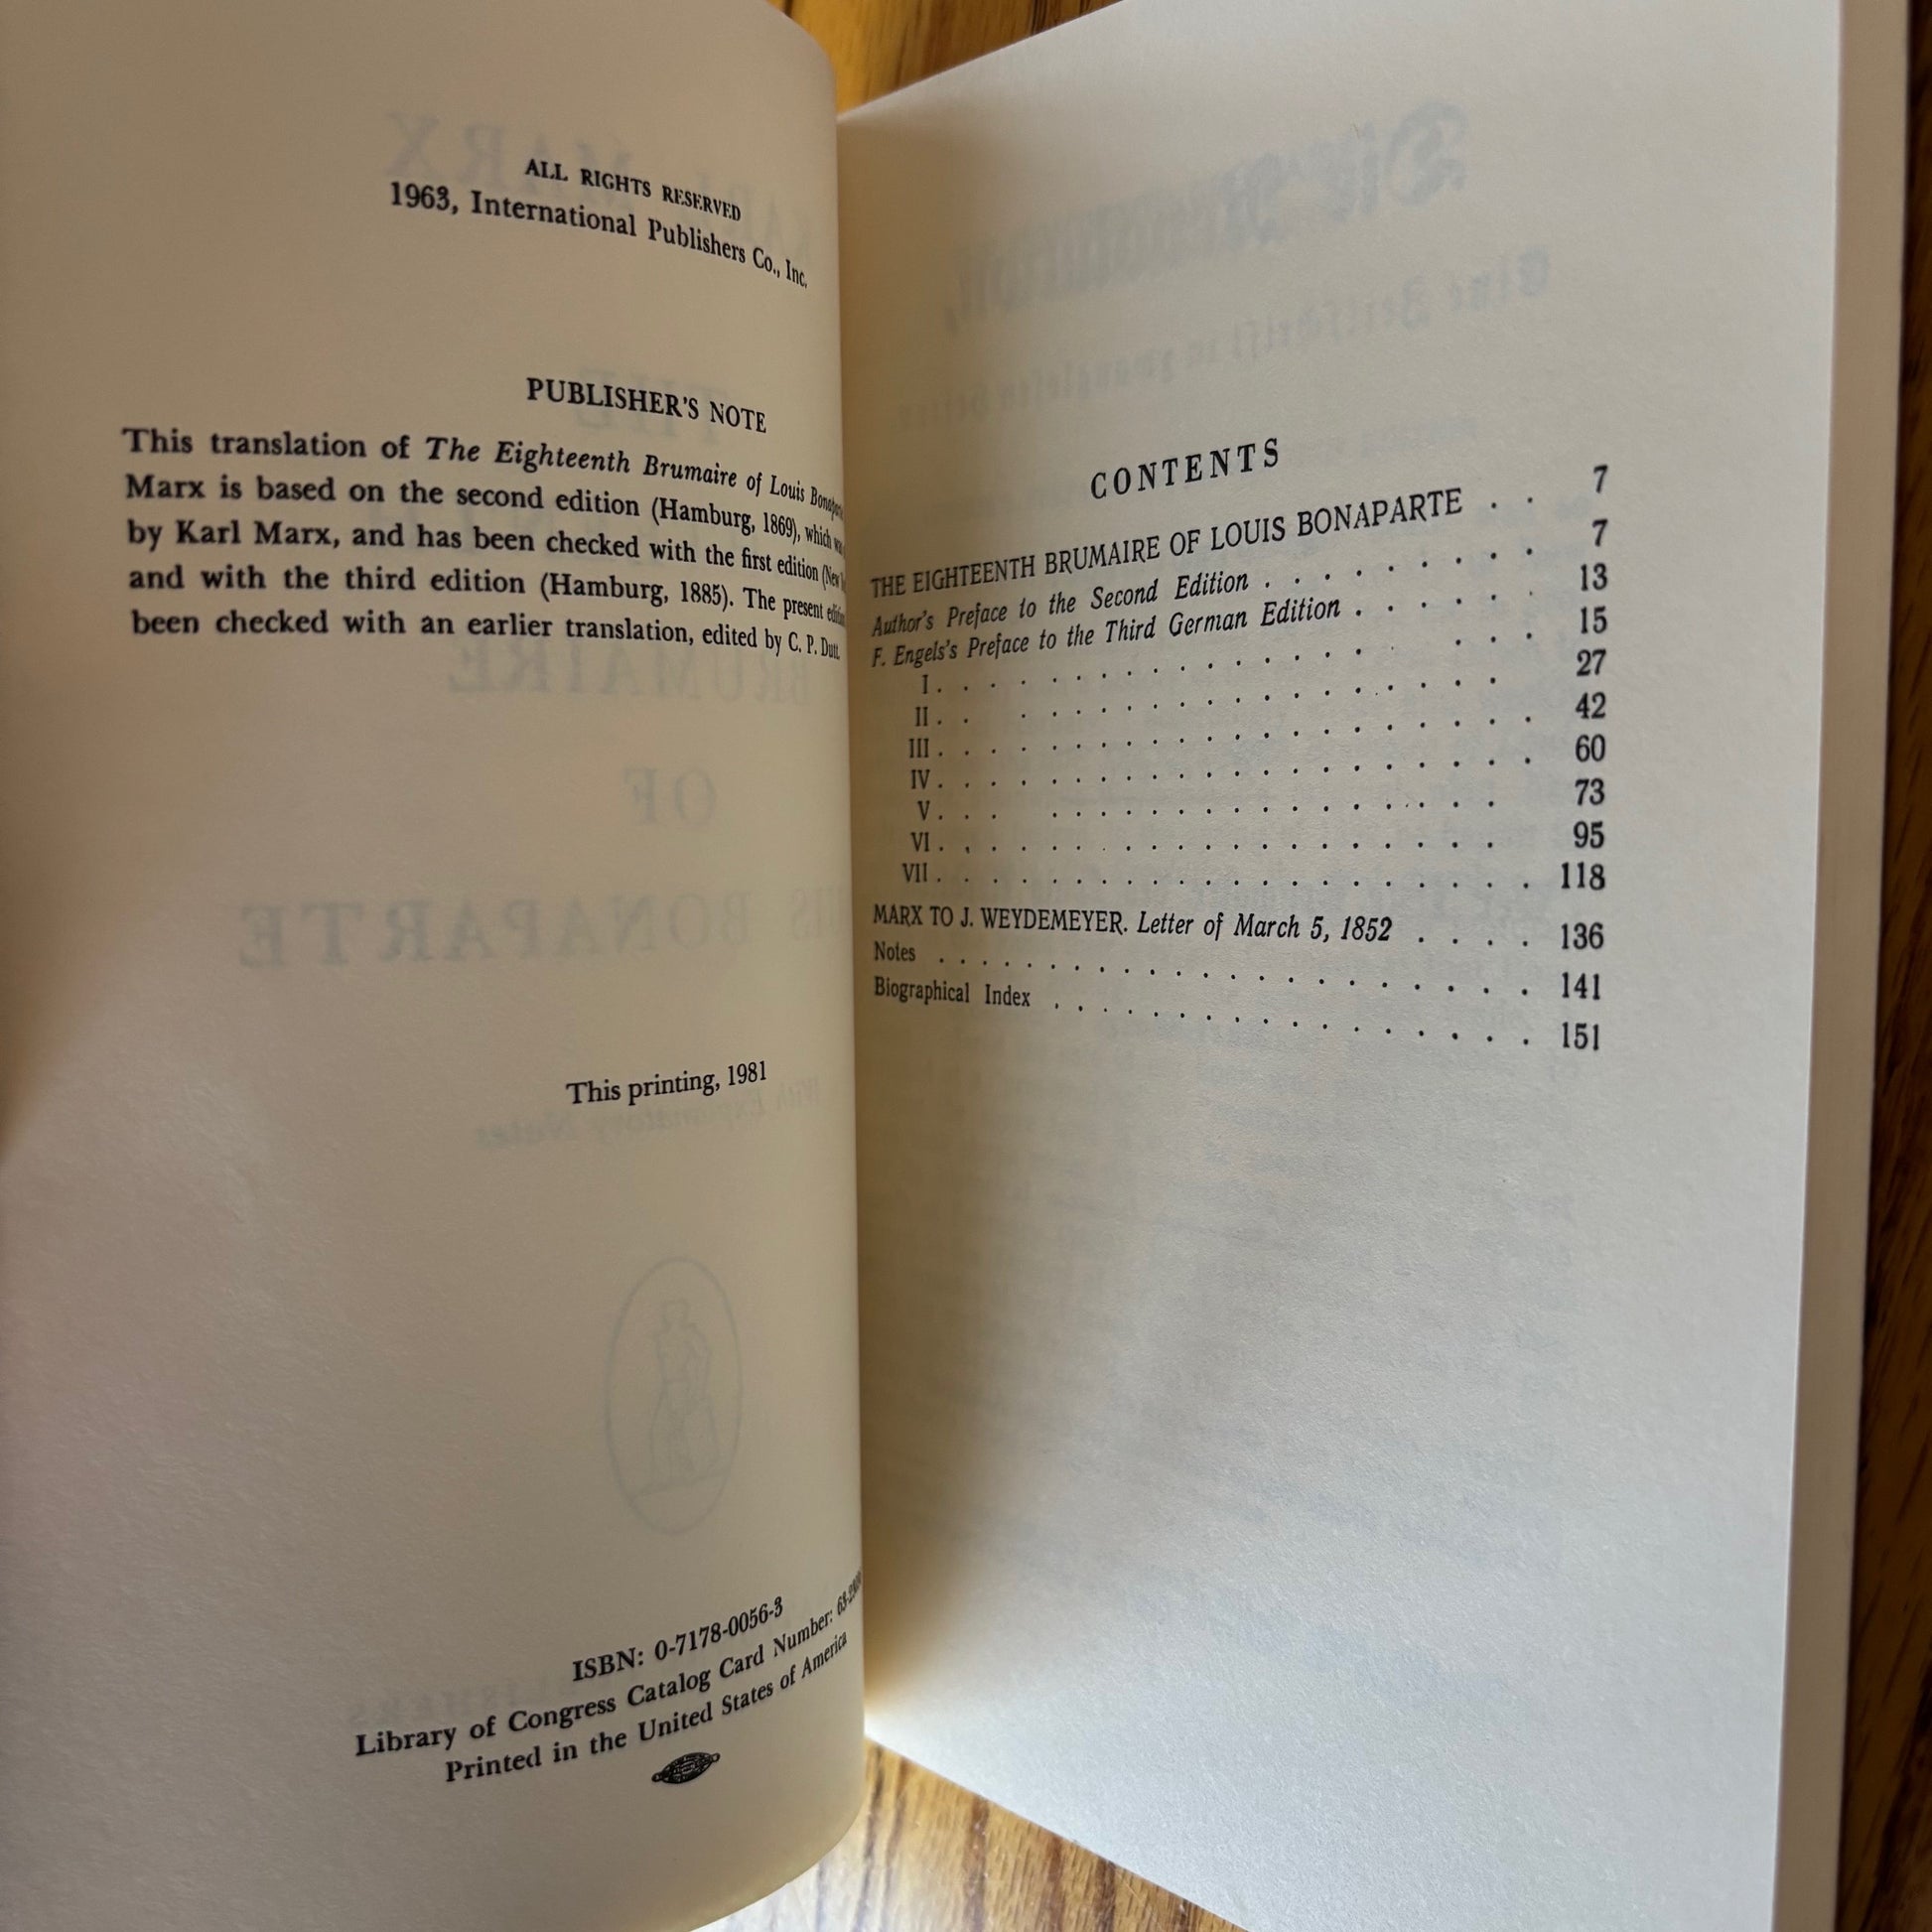 ALL RIGHTS RESERVED
1963, International Publishers Co., Inc.
PUBLISHER'S NOTE
This translation of The Eighteenth Brumaire of Louis
Marx is based on the second edition (Hamburg, 1869), which
by Karl Marx, and has been checked with the first edition (New
and with the third edition (Hamburg, 1885). The present
been checked with an earlier translation, edited by C. P. Dutt.
This printing, 1981
ISBN: 0-7178-0056-3
Library of Congress Catalog Card Number:
Printed in the United States of America
CONTENTS
THE EIGHTEENTH BRUMAIRE OF LOUIS BONAPARTE . . 7
Author's Preface to the Second Edition . . . . . . . . 7
F. Engels's Preface to the Third German Edition . . . . . . . 13
I. . . . . . . . . . . . . . . . . . . . 15
II. . . . . . . . . . . . . . . . . . . . 27
III. . . . . . . . . . . . . . . . . . . . 42
IV. . . . . . . . . . . . . . . . . . . . 60
V. . . . . . . . . . . . . . . . . . . . 73
VI. . . . . . . . . . . . . . . . . . . . 95
VII. . . . . . . . . . . . . . . . . . . . 118
MARX TO J. WEYDEMEYER. Letter of March 5, 1852 . . . . 136
Notes . . . . . . . . . . . . . . . . . . . 141
Biographical Index . . . . . . . . . . . . . . . 151